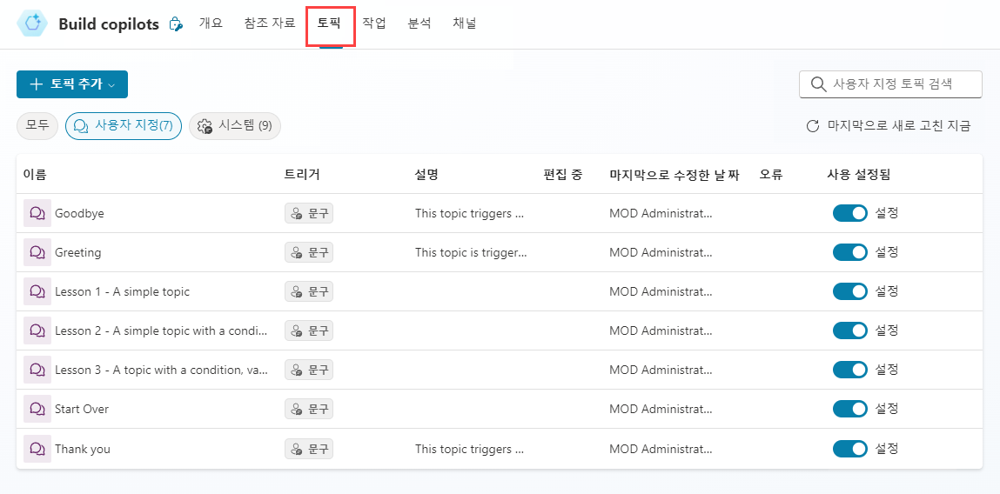 Build copilots 개요 참조 자료 토픽 작업 분석 채널
토픽 추가 사용자 지정 토픽 검색
모두 사용자 지정(7) 시스템 (9) 마지막으로 새로 고친 지금
이름 트리거 설명 편집 중 마지막으로 수정한 날짜 오류 사용 설정됨
Goodbye 문구 This topic triggers ... MOD Administrat... 설정
Greeting 문구 This topic is trigger... MOD Administrat... 설정
Lesson 1 - A simple topic 문구 MOD Administrat... 설정
Lesson 2 - A simple topic with a condi... 문구 MOD Administrat... 설정
Lesson 3 - A topic with a condition, va... 문구 MOD Administrat... 설정
Start Over 문구 MOD Administrat... 설정
Thank you 문구 This topic triggers ... MOD Administrat... 설정